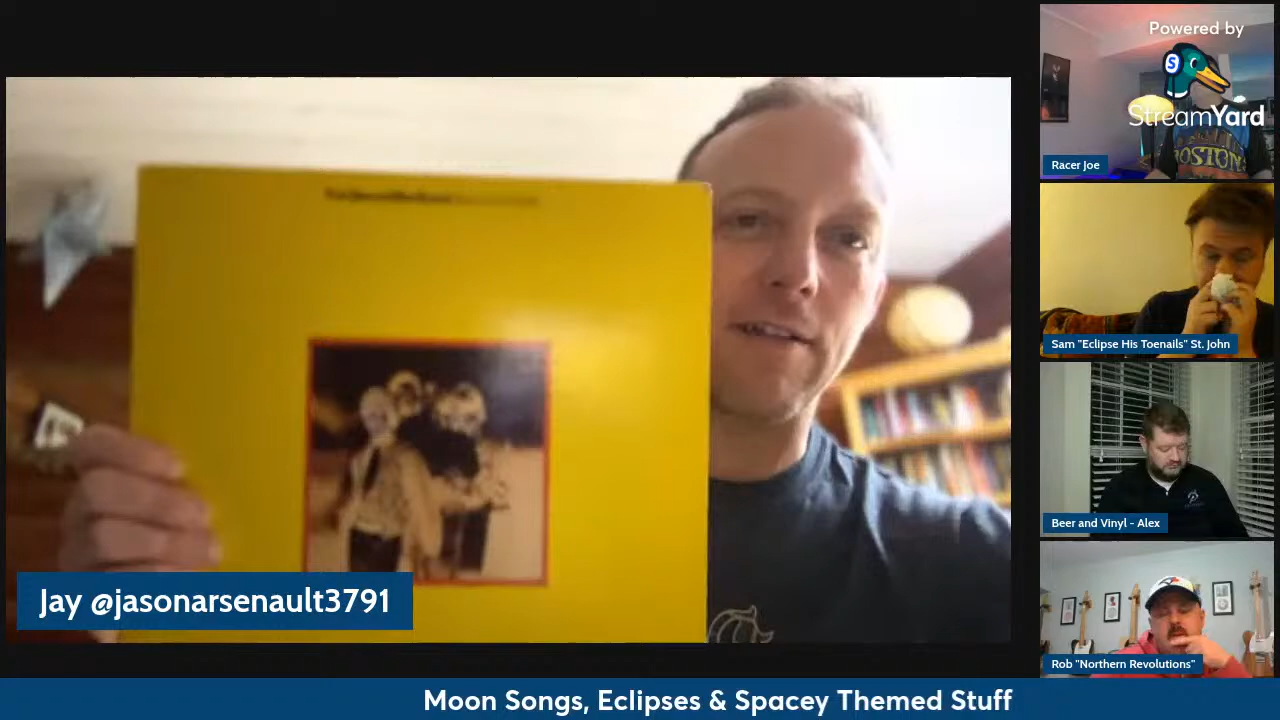 Powered by
StreamYard
BOSTON
Racer Joe
Sam "Eclipse His Toenails" St. John
Beer and Vinyl - Alex
Rob "Northern Revolutions"
Jay @jasonarsenault3791
Moon Songs, Eclipses & Spacey Themed Stuff